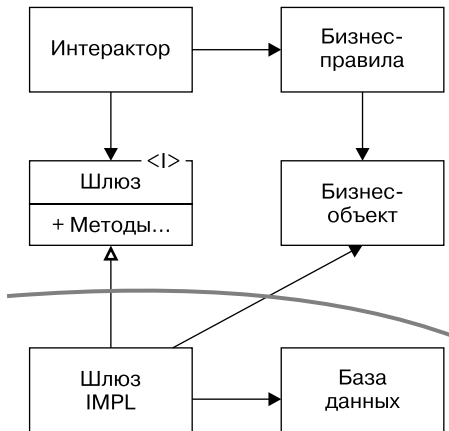 Интерактор
Бизнес-
правила
<I>
Шлюз
+ Методы...
Бизнес-
объект
Шлюз
IMPL
База
данных